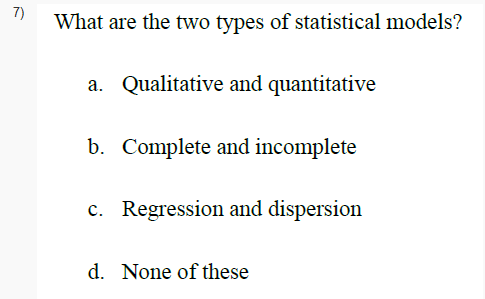 7) What are the two types of statistical models?
a. Qualitative and quantitative
b. Complete and incomplete
c. Regression and dispersion
d. None of these